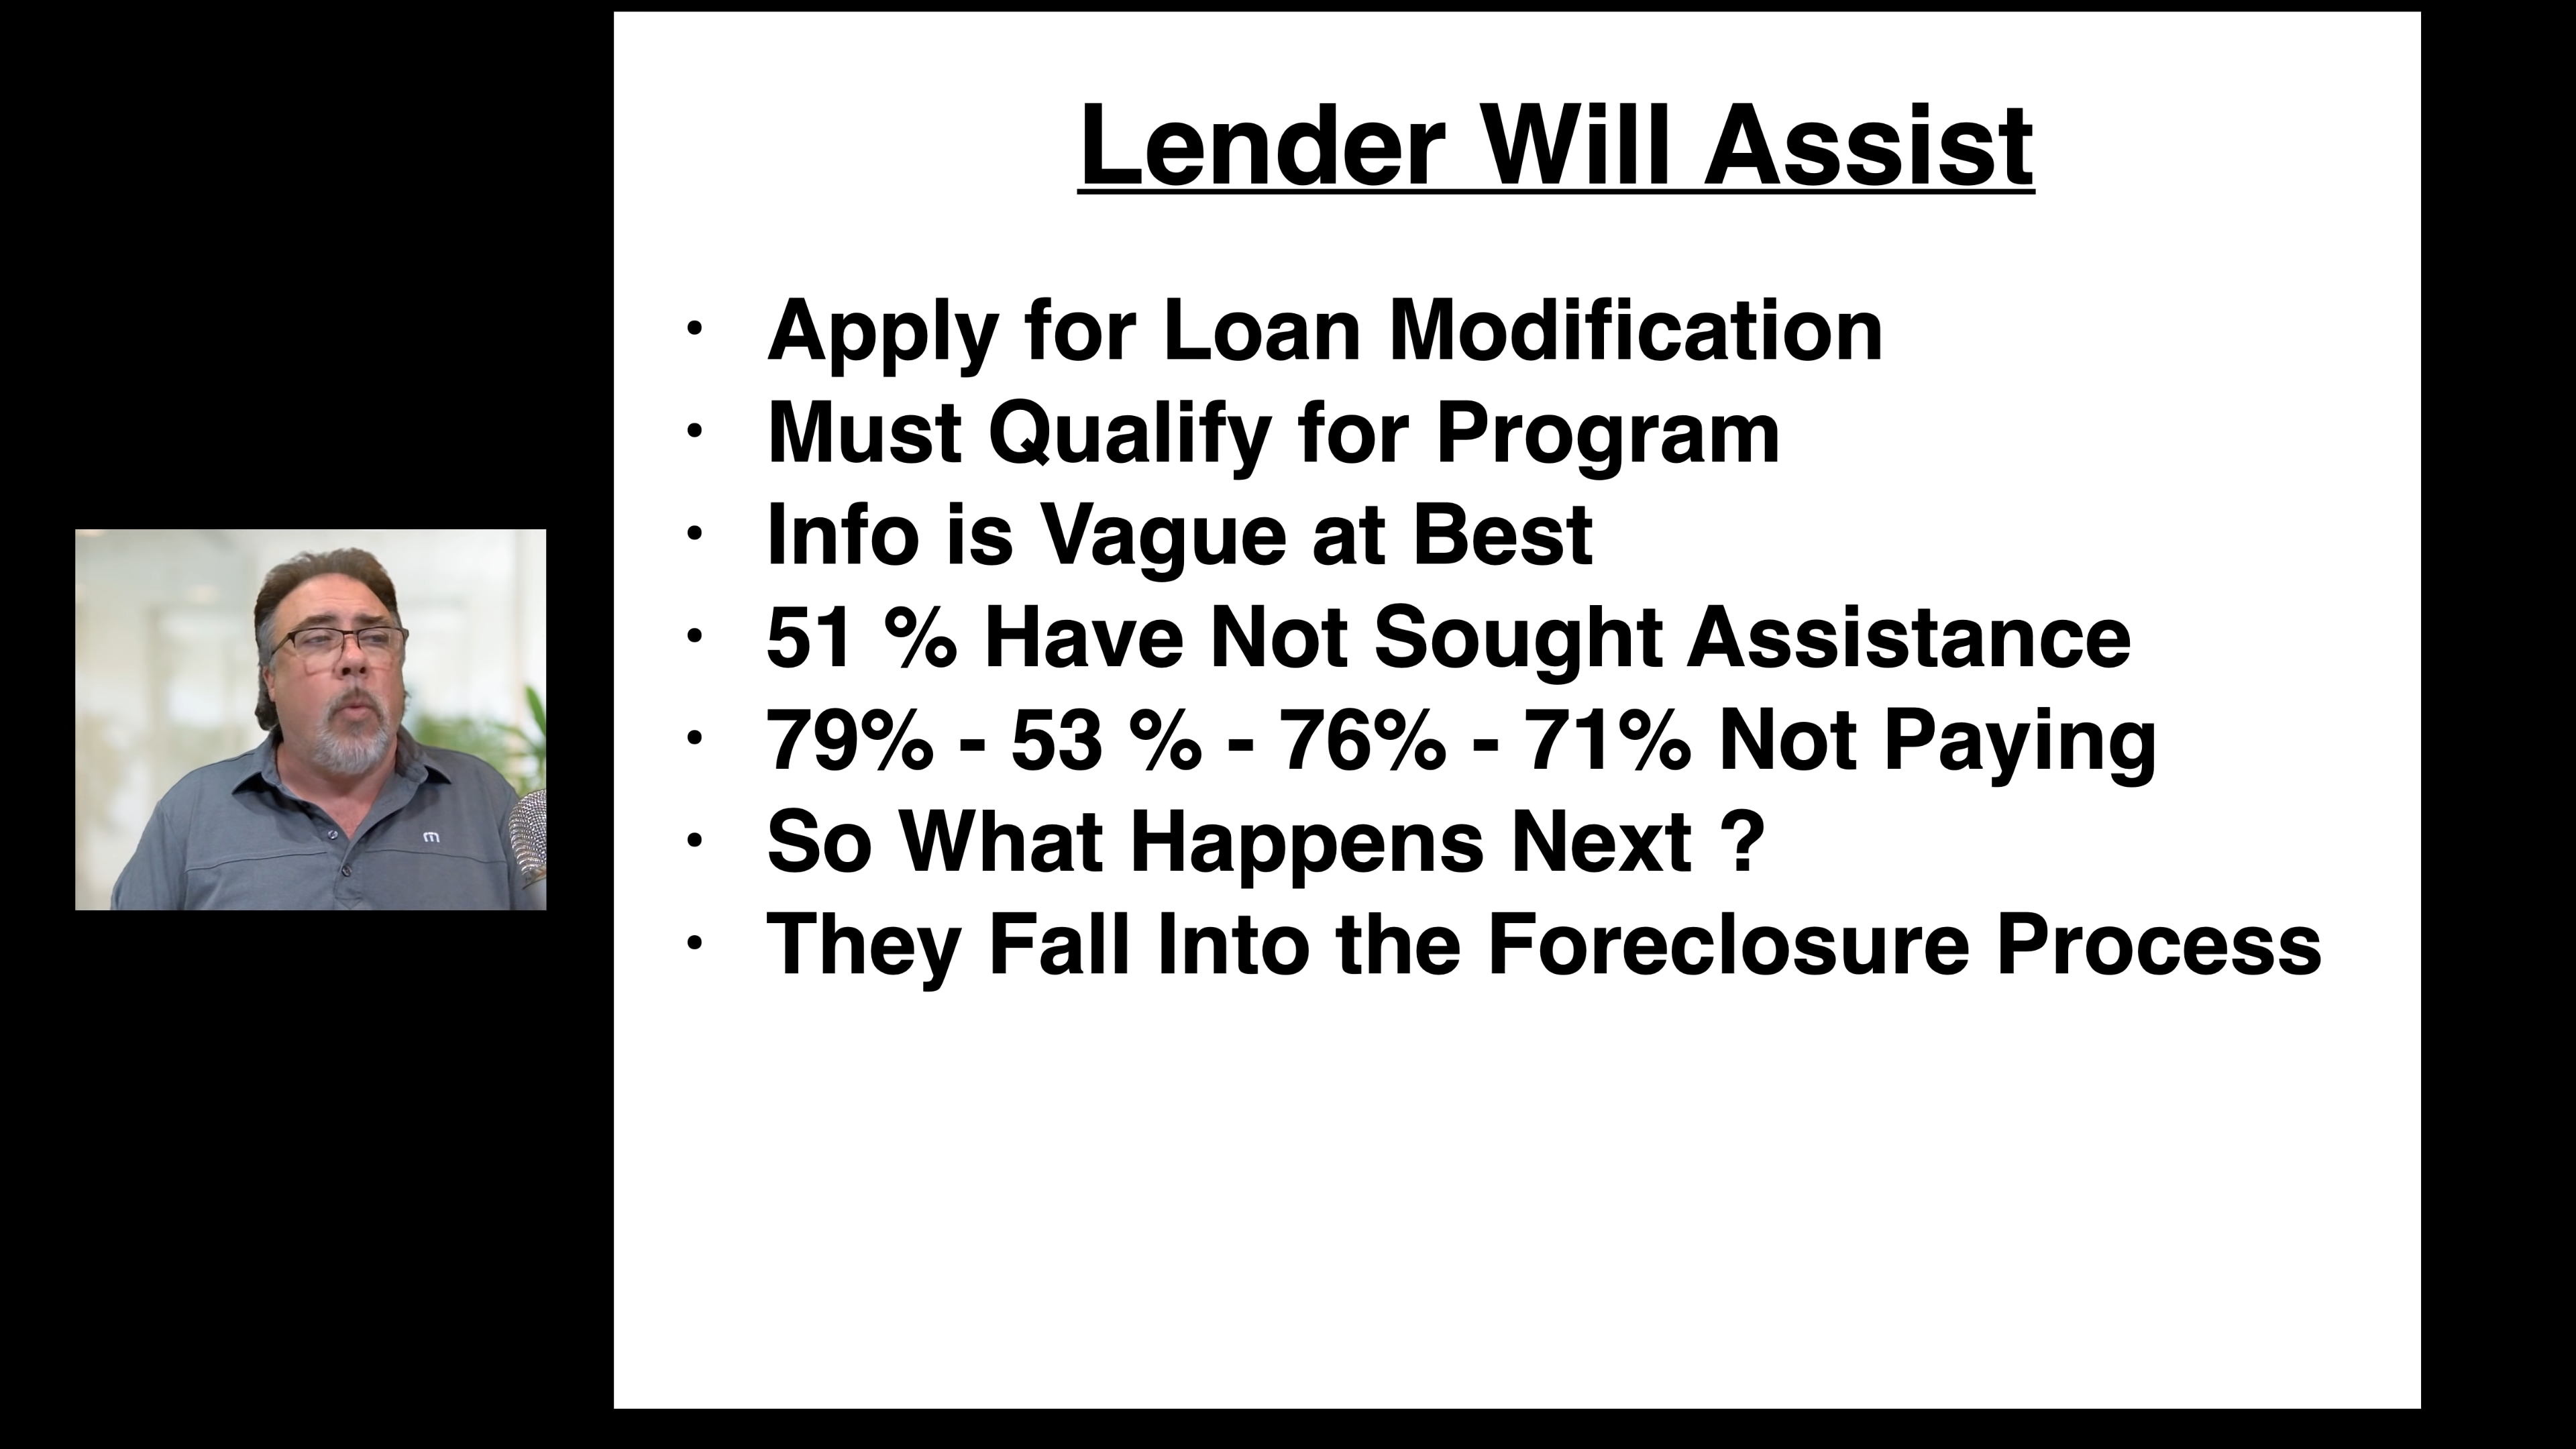 Lender Will Assist
• Apply for Loan Modification
• Must Qualify for Program
• Info is Vague at Best
• 51 % Have Not Sought Assistance
• 79% - 53 % - 76% - 71% Not Paying
• So What Happens Next ?
• They Fall Into the Foreclosure Process